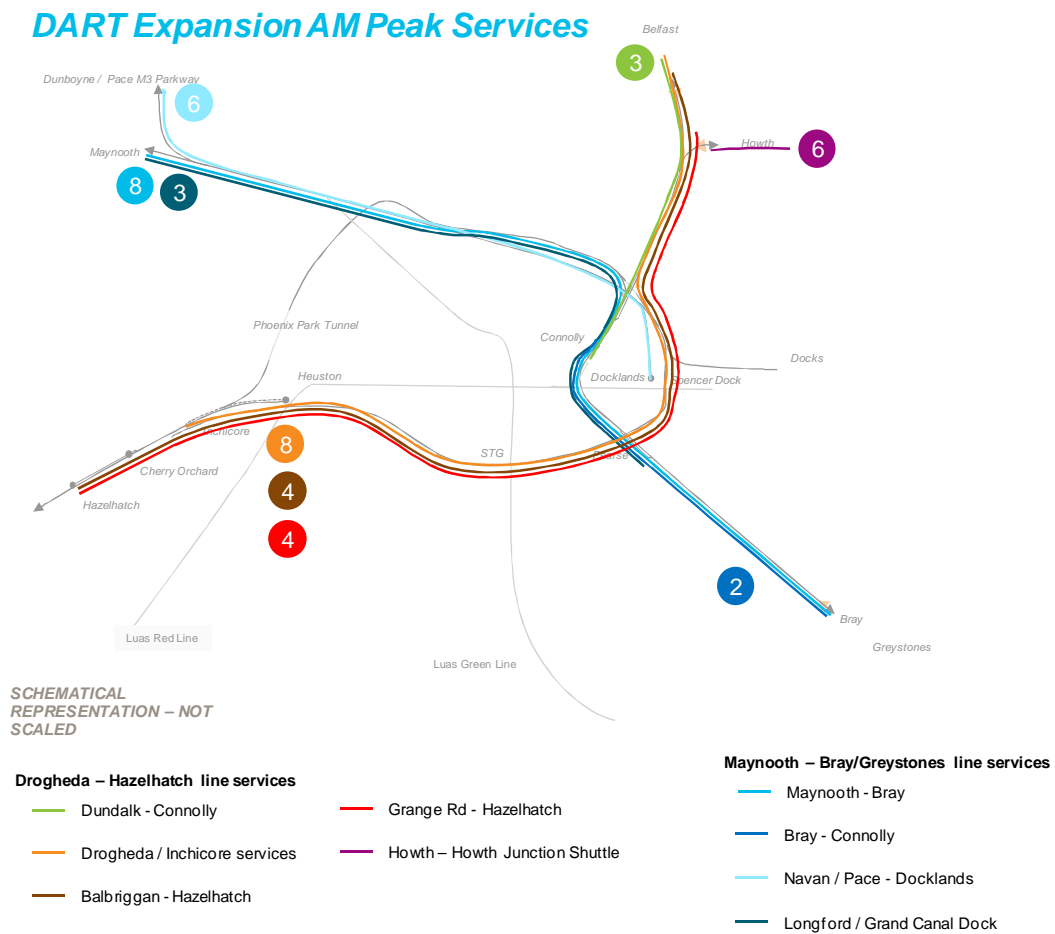 DART Expansion AM Peak Services
Belfast
3
Dunboyne / Pace M3 Parkway
6
Maynooth
8
3
Howth
6
Phoenix Park Tunnel
Connolly
Docks
Heuston
Docklands
Spencer Dock
Inchicore
8
STG
Pearse
Cherry Orchard
4
Hazelhatch
4
2
Bray
Greystones
Luas Red Line
Luas Green Line
SCHEMATICAL
REPRESENTATION – NOT
SCALED
Drogheda – Hazelhatch line services
Dundalk - Connolly
Grange Rd - Hazelhatch
Drogheda / Inchicore services
Howth – Howth Junction Shuttle
Balbriggan - Hazelhatch
Maynooth – Bray/Greystones line services
Maynooth - Bray
Bray - Connolly
Navan / Pace - Docklands
Longford / Grand Canal Dock